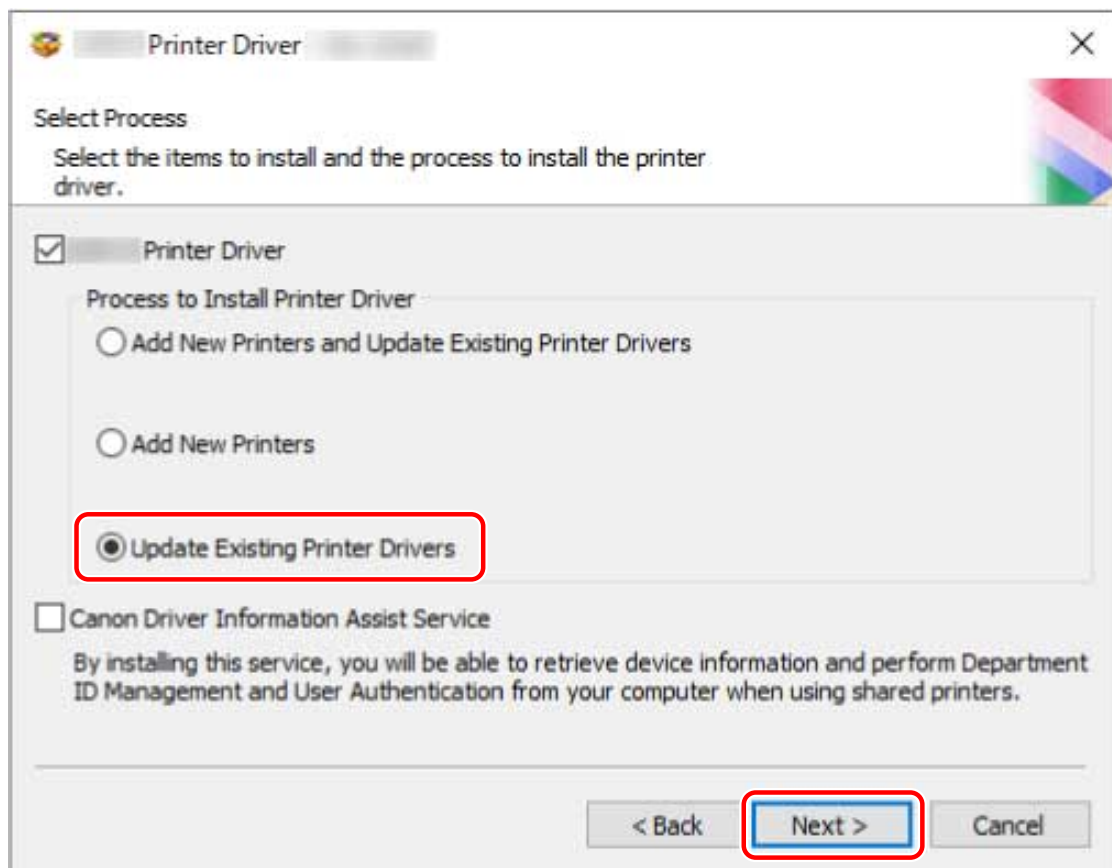 Printer Driver
Select Process
Select the items to install and the process to install the printer
driver.
Printer Driver
Process to Install Printer Driver
Add New Printers and Update Existing Printer Drivers
Add New Printers
Update Existing Printer Drivers
Canon Driver Information Assist Service
By installing this service, you will be able to retrieve device information and perform Department
ID Management and User Authentication from your computer when using shared printers.
< Back Next > Cancel